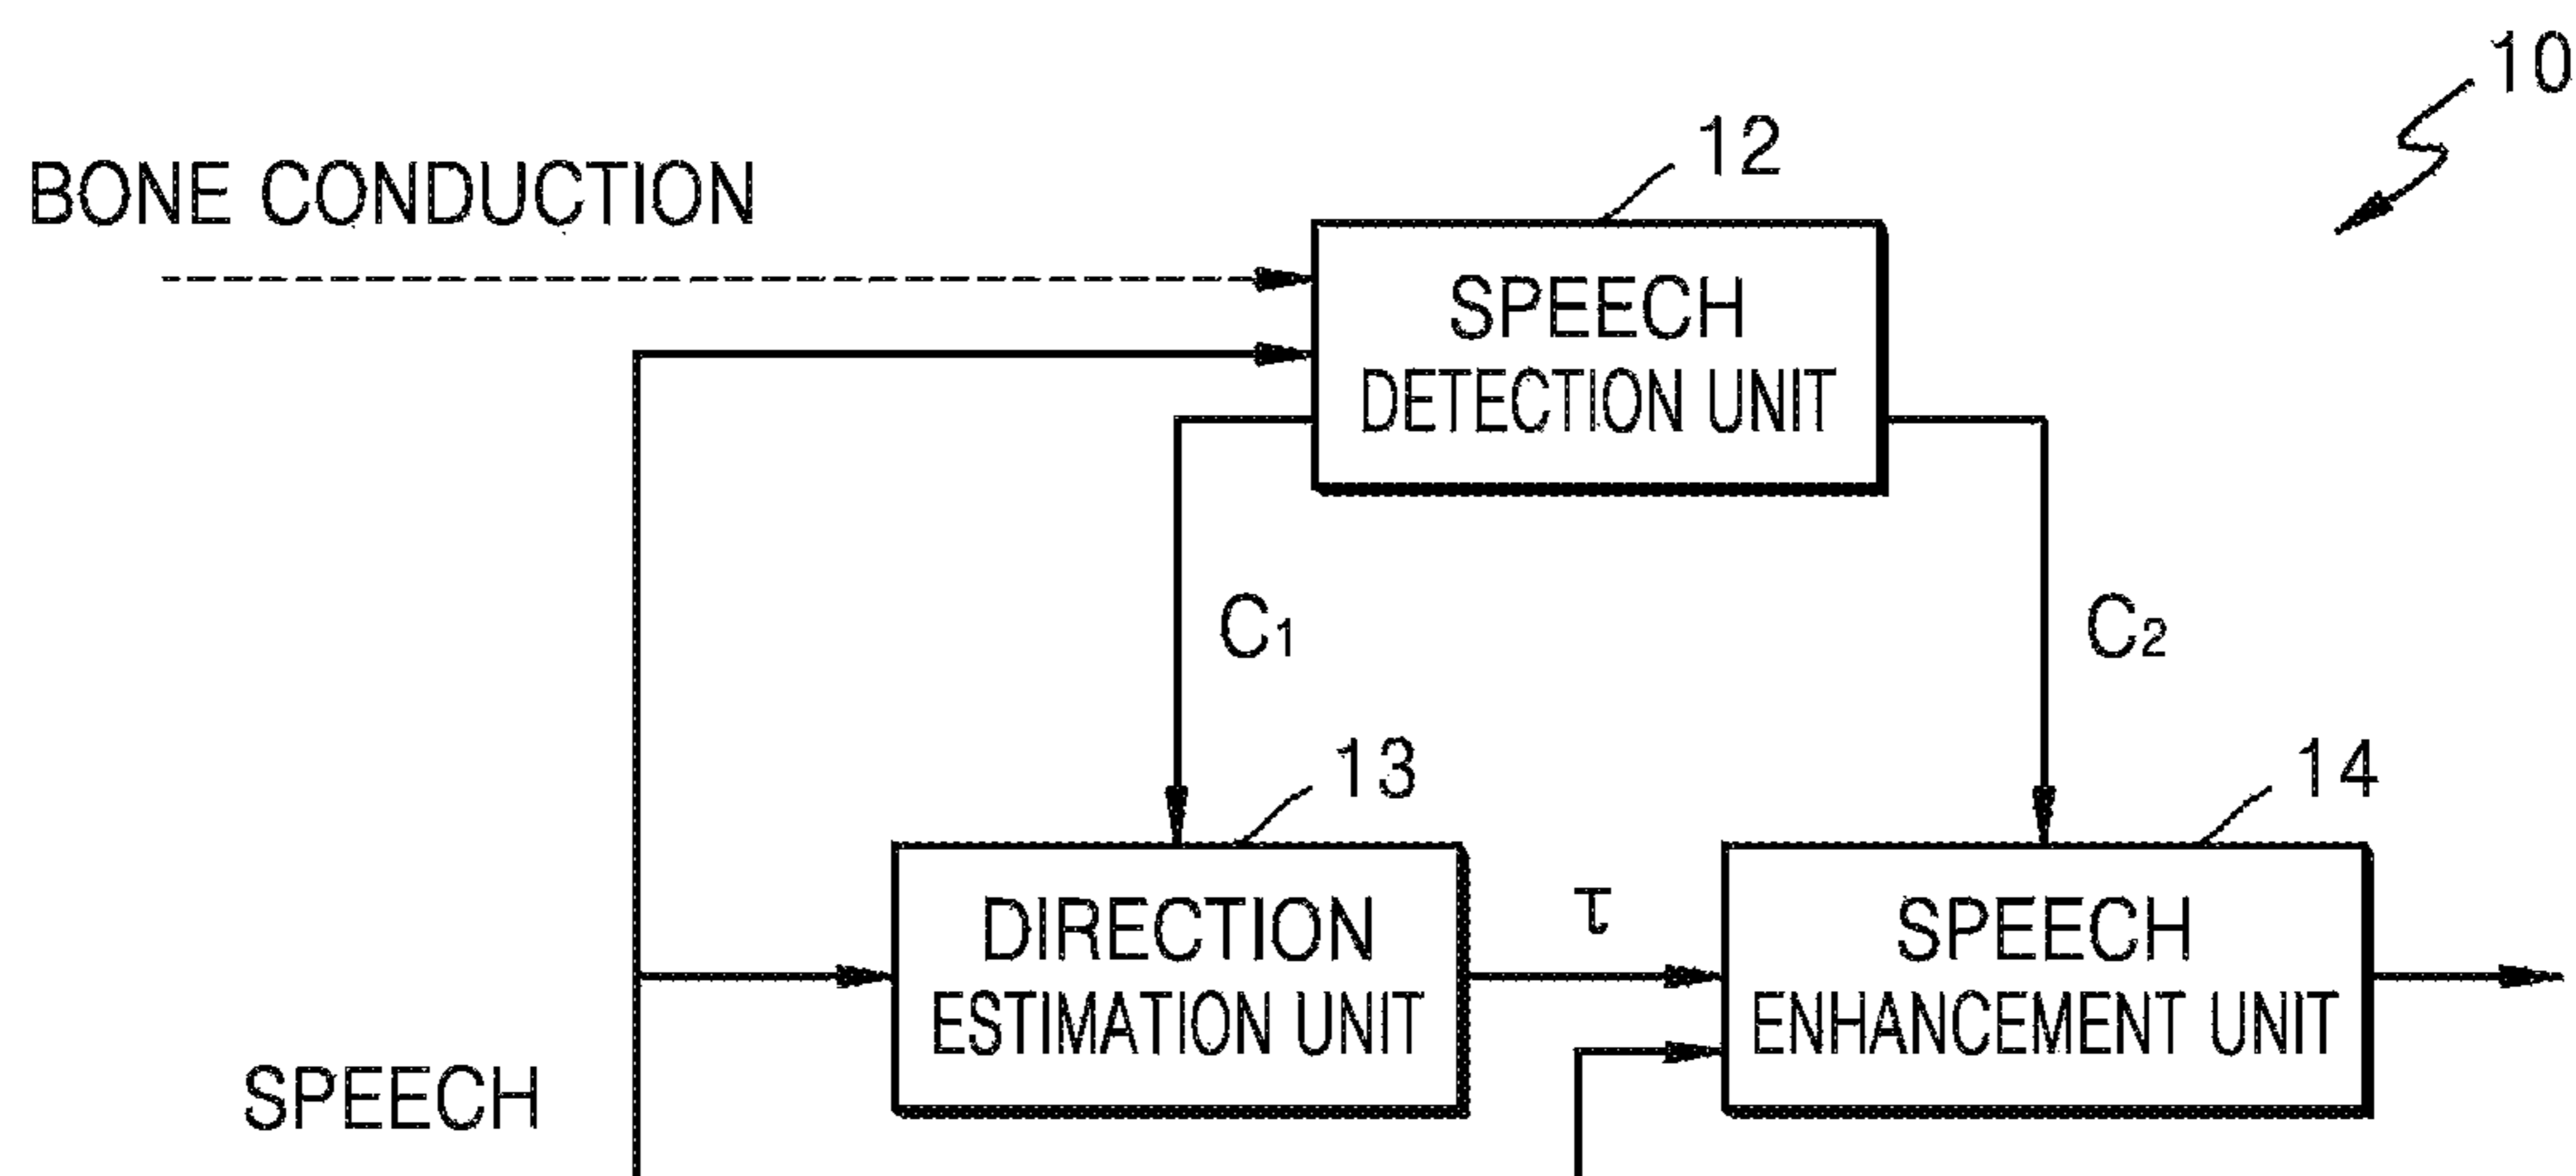 10
12
BONE CONDUCTION
SPEECH
DETECTION UNIT
C1
C2
13
14
DIRECTION
ESTIMATION UNIT
τ
SPEECH
ENHANCEMENT UNIT
SPEECH